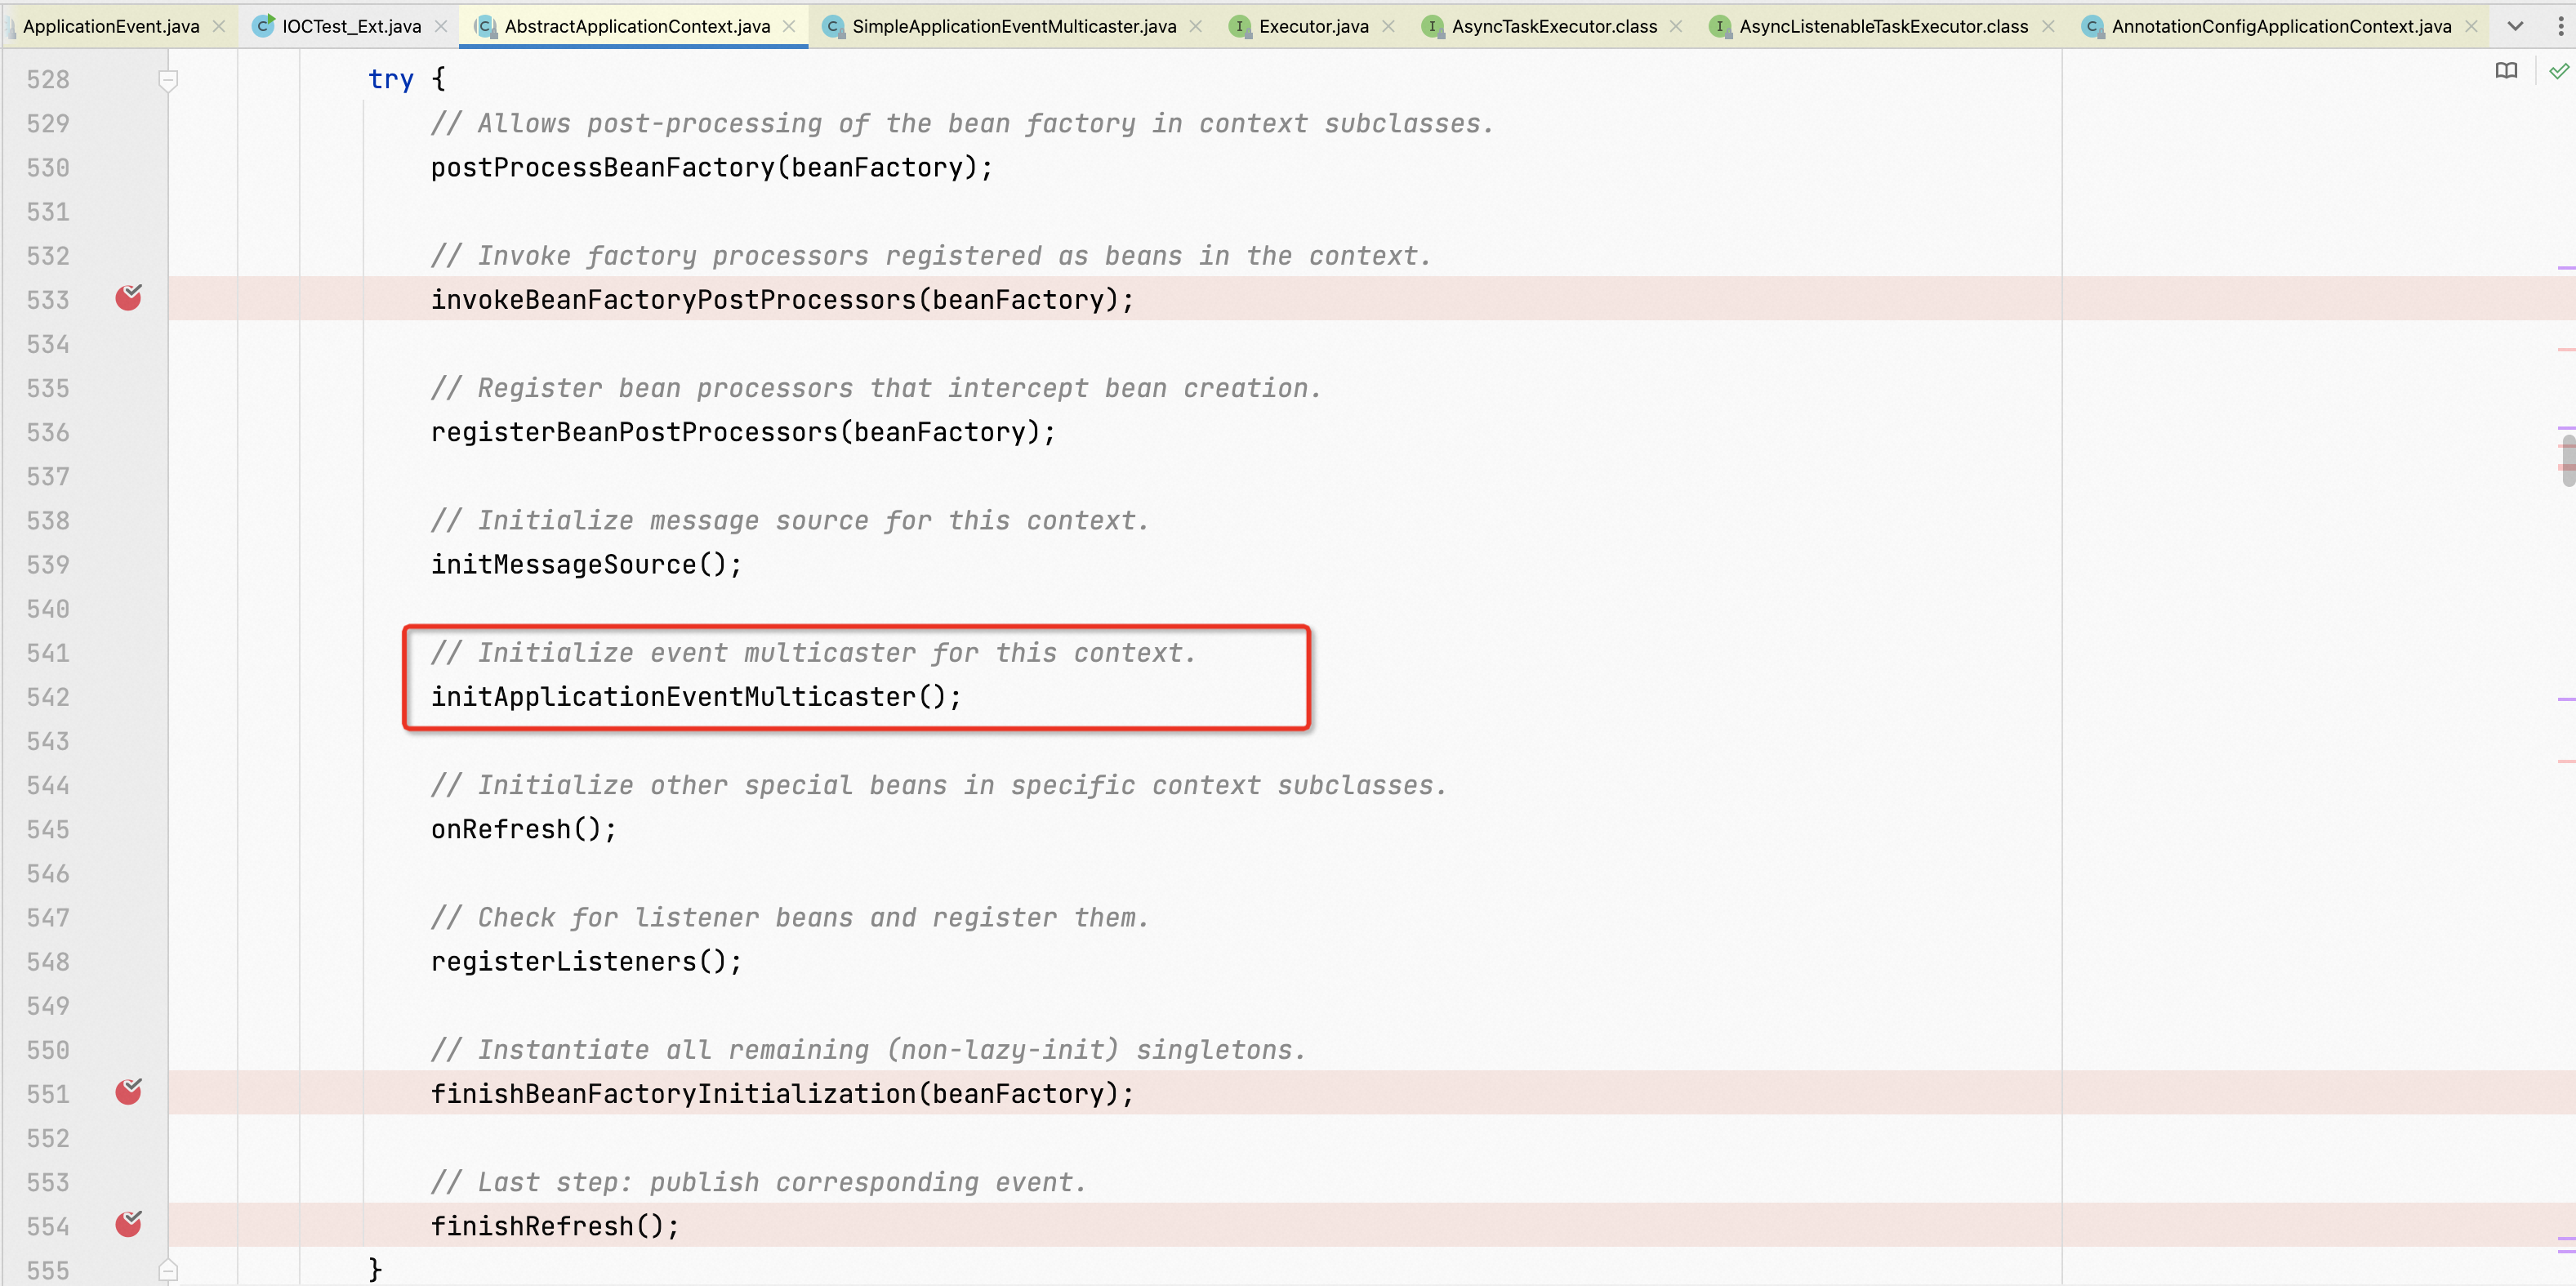 ApplicationEvent.java IOCTest_Ext.java AbstractApplicationContext.java SimpleApplicationEventMulticaster.java Executor.java AsyncTaskExecutor.class AsyncListenableTaskExecutor.class AnnotationConfigApplicationContext.java
528 try {
529 // Allows post-processing of the bean factory in context subclasses.
530 postProcessBeanFactory(beanFactory);
531
532 // Invoke factory processors registered as beans in the context.
533 invokeBeanFactoryPostProcessors(beanFactory);
534
535 // Register bean processors that intercept bean creation.
536 registerBeanPostProcessors(beanFactory);
537
538 // Initialize message source for this context.
539 initMessageSource();
540
541 // Initialize event multicaster for this context.
542 initApplicationEventMulticaster();
543
544 // Initialize other special beans in specific context subclasses.
545 onRefresh();
546
547 // Check for listener beans and register them.
548 registerListeners();
549
550 // Instantiate all remaining (non-lazy-init) singletons.
551 finishBeanFactoryInitialization(beanFactory);
552
553 // Last step: publish corresponding event.
554 finishRefresh();
555 }